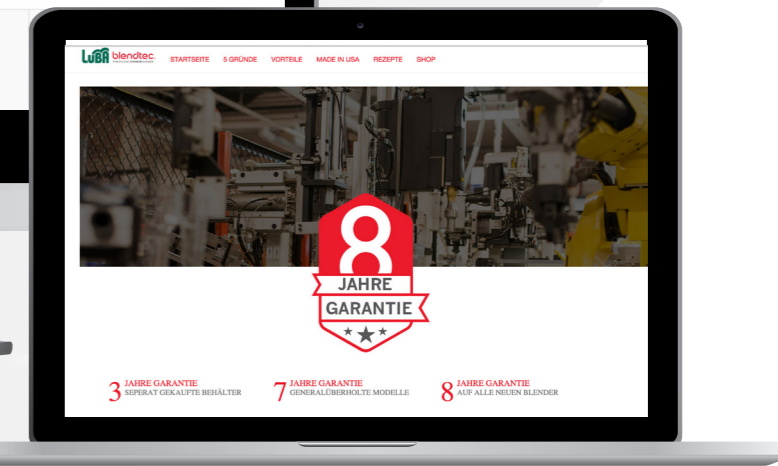 LUBA blendtec
STARTSEITE 5 GRÜNDE VORTEILE MADE IN USA REZEPTE SHOP
8
JAHRE
GARANTIE
3 JAHRE GARANTIE
SEPERAT GEKAUFTE BEHÄLTER
7 JAHRE GARANTIE
GENERALÜBERHOLTE MODELLE
8 JAHRE GARANTIE
AUF ALLE NEUEN BLENDER